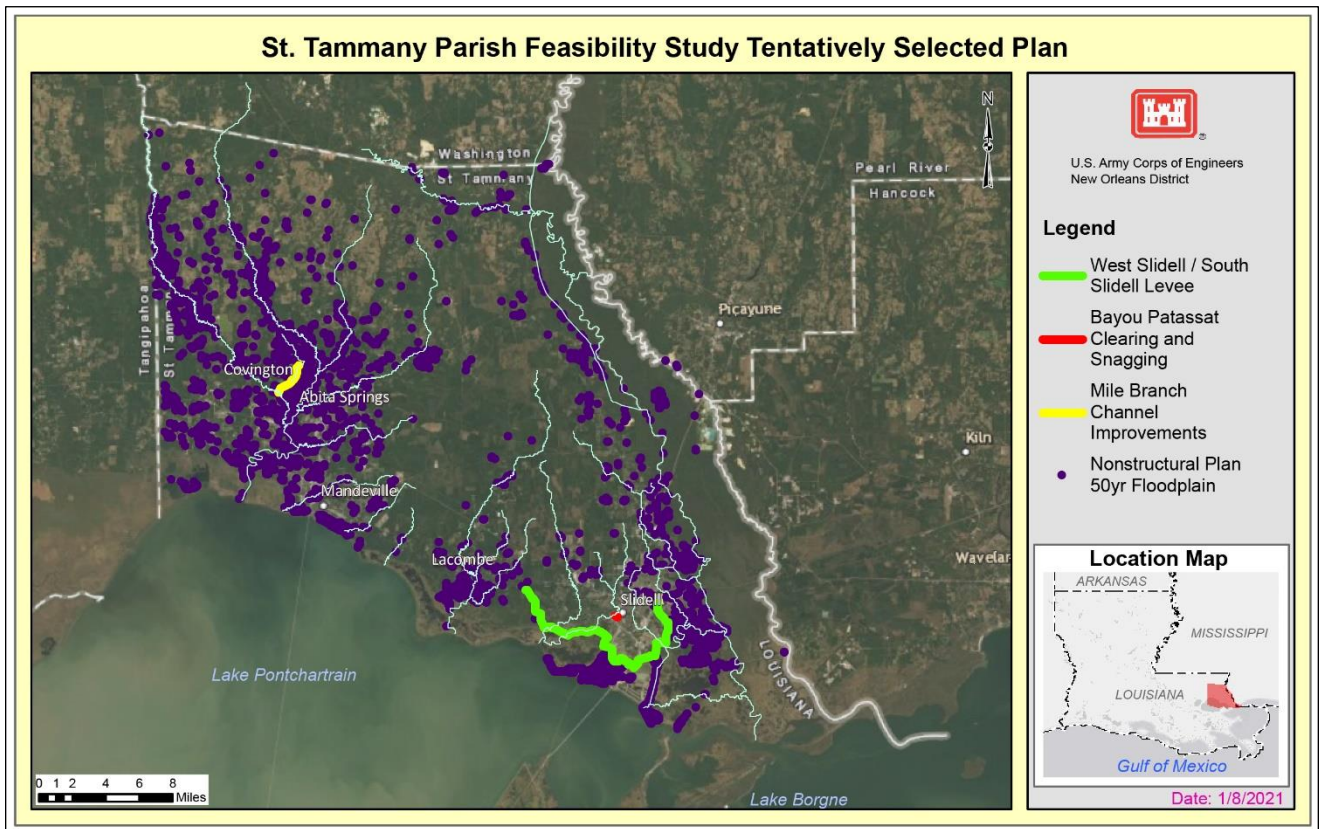 St. Tammany Parish Feasibility Study Tentatively Selected Plan
N
Washington
St Tammany
Pearl River
Hancock
Tangipahoa
St Tamman
Picayune
Covington
Abita Springs
Kiln
Mandeville
Lacombe
Wavelan
Slidell
LOUISIANA
Lake Pontchartrain
Lake Borgne
0 1 2 4 6 8
Miles
U.S. Army Corps of Engineers
New Orleans District
Legend
West Slidell / South
Slidell Levee
Bayou Patassat
Clearing and
Snagging
Mile Branch
Channel
Improvements
Nonstructural Plan
50yr Floodplain
Location Map
ARKANSAS
MISSISSIPPI
LOUISIANA
Gulf of Mexico
Date: 1/8/2021